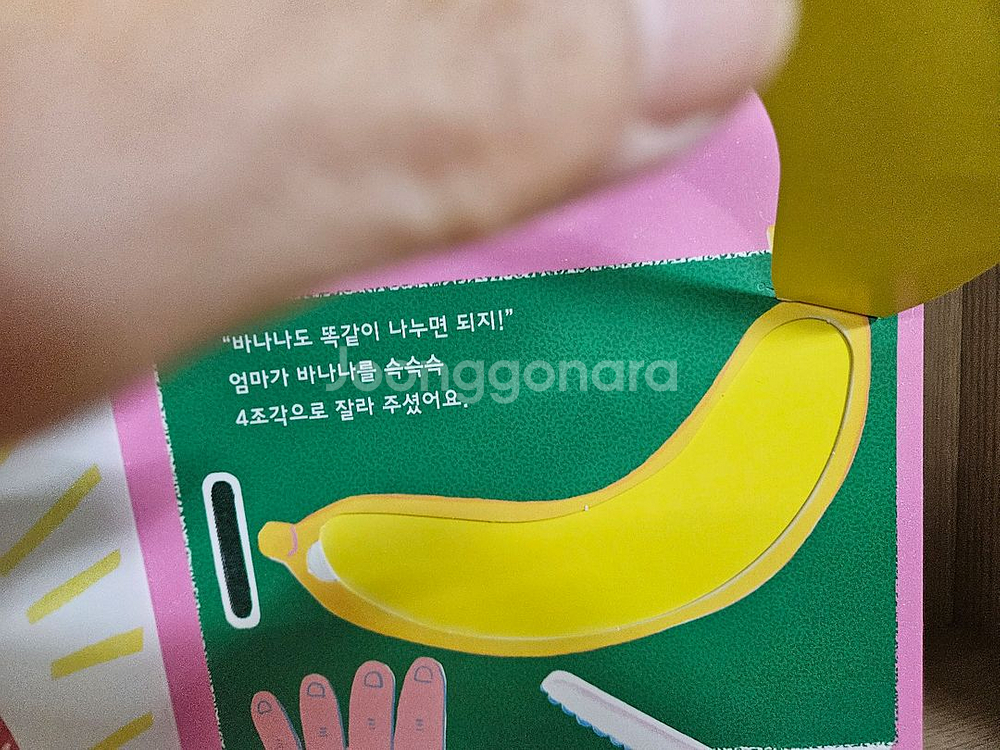 “바나나도 똑같이 나누면 되지!”
엄마가 바나나를 슥슥슥
4조각으로 잘라 주셨어요.
Joonggonara